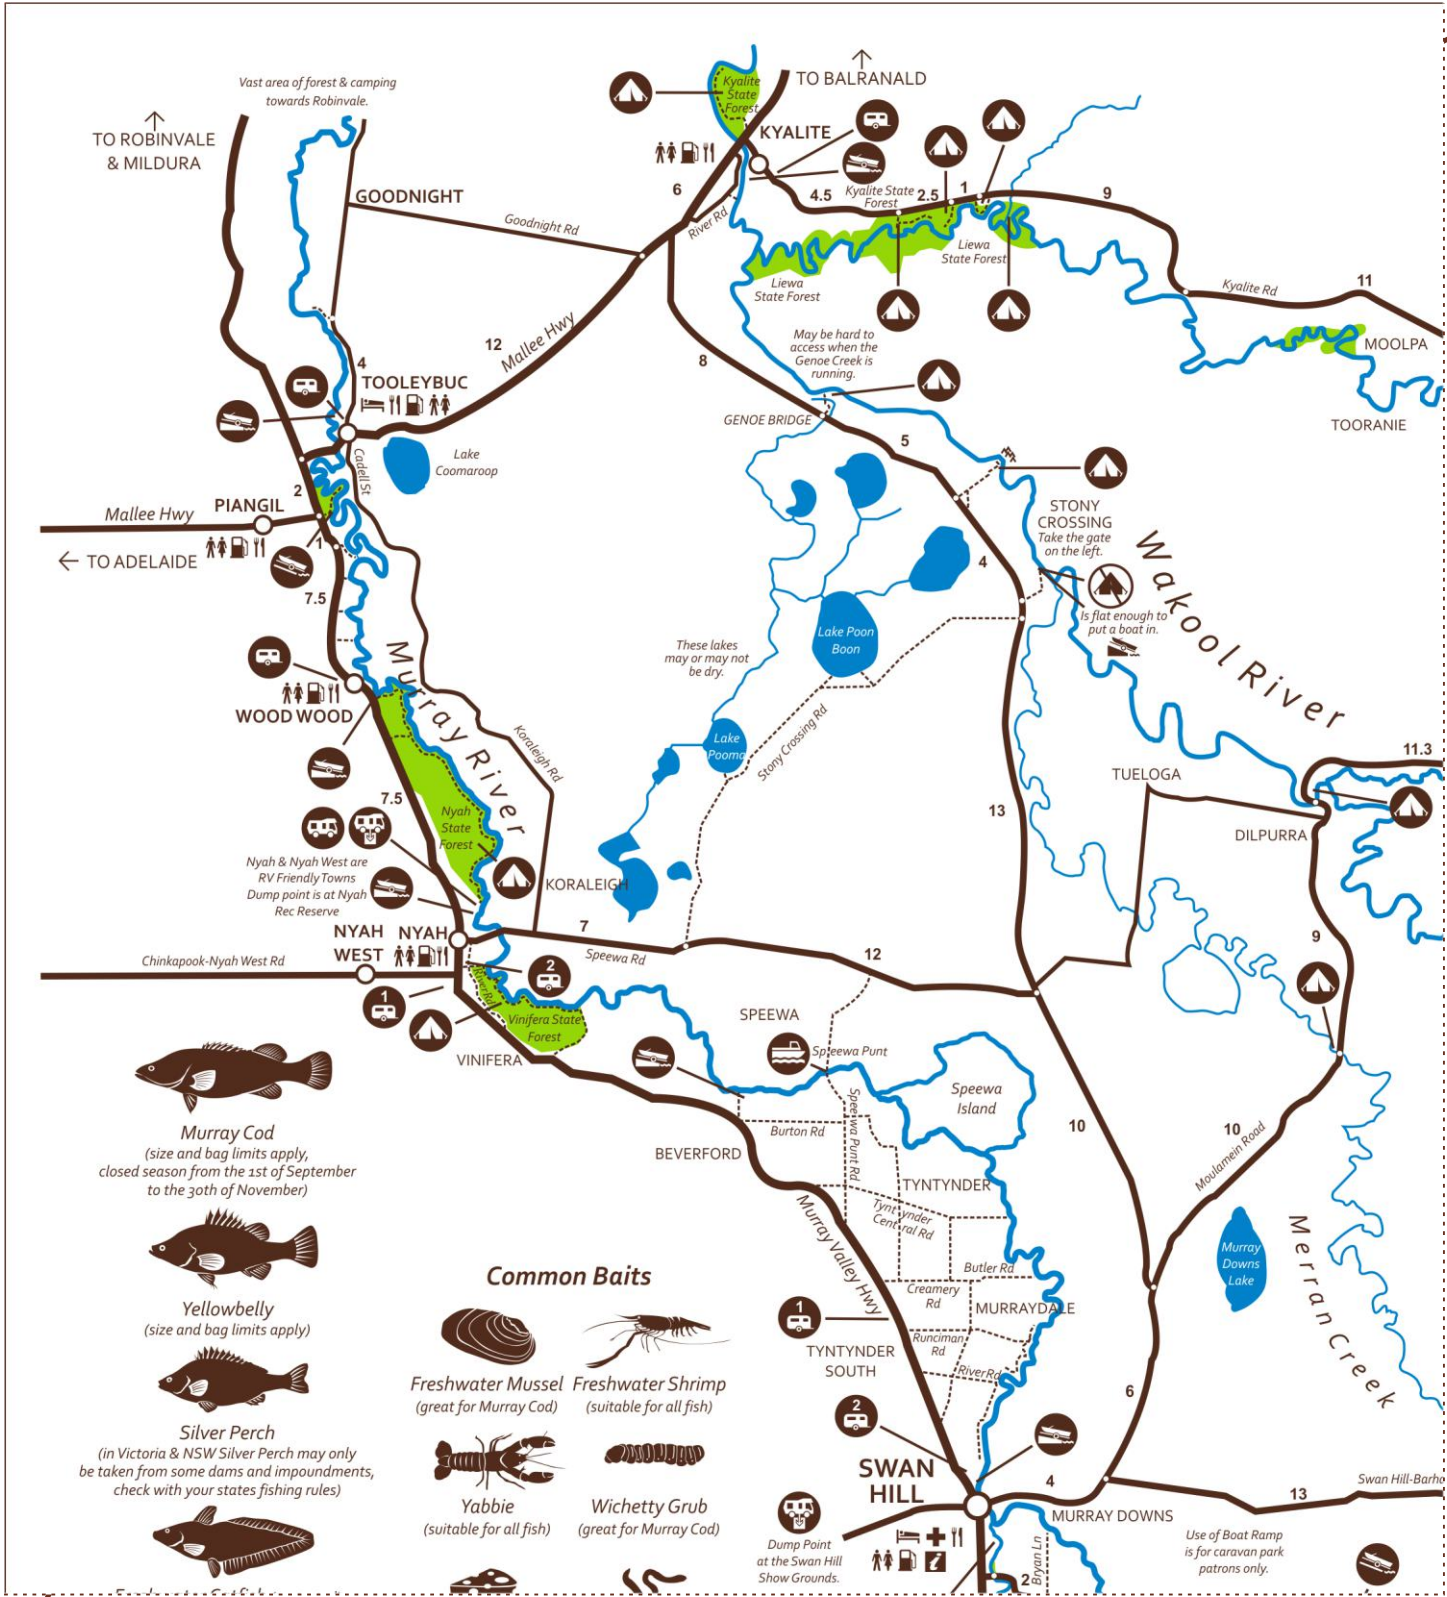 Vast area of forest & camping
towards Robinvale.
TO ROBINVALE
& MILDURA
TO BALRANALD
Kyalite
State
Forest
KYALITE
GOODNIGHT
Goodnight Rd
6
River Rd
4.5
Kyalite State
Forest
2.5
1
9
Liewa
State Forest
Liewa
State Forest
Kyalite Rd
11
MOOLPA
TOORANIE
12
Mallee Hwy
4
TOOLEYBUC
8
May be hard to
access when the
Genoe Creek is
running.
GENOE BRIDGE
5
Lake
Coomaroop
Cadell St
2
PIANGIL
Mallee Hwy
TO ADELAIDE
1
7.5
STONY
CROSSING
Take the gate
on the left.
4
Is flat enough to
put a boat in.
Wakool River
Lake Poon
Boon
These lakes
may or may not
be dry.
Murray River
WOOD WOOD
Koraleigh Rd
Lake
Pooma
Stony Crossing Rd
11.3
TUELOGA
DILPURRA
13
7.5
Nyah
State
Forest
Nyah & Nyah West are
RV Friendly Towns
Dump point is at Nyah
Rec Reserve
KORALEIGH
NYAH
WEST
NYAH
7
Speewa Rd
12
9
Chinkapook-Nyah West Rd
1
2
River Rd
Vinifera State
Forest
VINIFERA
SPEEWA
Speewa Punt
Speewa
Island
Speewa Punt Rd
Burton Rd
BEVERFORD
10
10
Moulamein Road
TYNTYNDER
Tyntynder
Central Rd
Murray Valley Hwy
Butler Rd
Creamery
Rd
MURRAYDALE
Murray
Downs
Lake
Merran Creek
1
TYNTYNDER
SOUTH
Runciman
Rd
River Rd
6
2
SWAN
HILL
4
MURRAY DOWNS
13
Swan Hill-Barh
Dump Point
at the Swan Hill
Show Grounds.
2
Bryan Ln
Use of Boat Ramp
is for caravan park
patrons only.
Murray Cod
(size and bag limits apply,
closed season from the 1st of September
to the 30th of November)
Yellowbelly
(size and bag limits apply)
Silver Perch
(in Victoria & NSW Silver Perch may only
be taken from some dams and impoundments,
check with your states fishing rules)
Common Baits
Freshwater Mussel
(great for Murray Cod)
Freshwater Shrimp
(suitable for all fish)
Yabbie
(suitable for all fish)
Wichetty Grub
(great for Murray Cod)